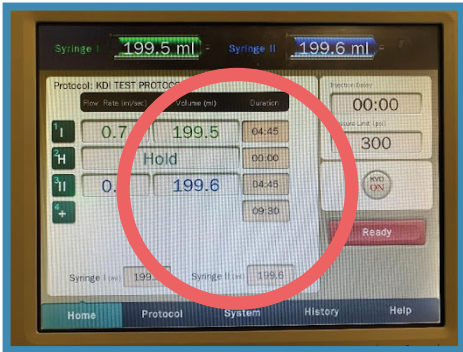 Syringe I 199.5 ml Syringe II 199.6 ml
Protocol: KDI TEST
Flow Rate (ml/sec) Volume (ml) Duration
Injection Delay
00:00
1 I 0.7 199.5 04:45
Limit (psi)
300
2 H Hold 00:00
3 II 0. 199.6 04:45
KVO
ON
4 + 09:30
Ready
Syringe I (ml) 199. Syringe II (ml) 199.6
Home Protocol System History Help